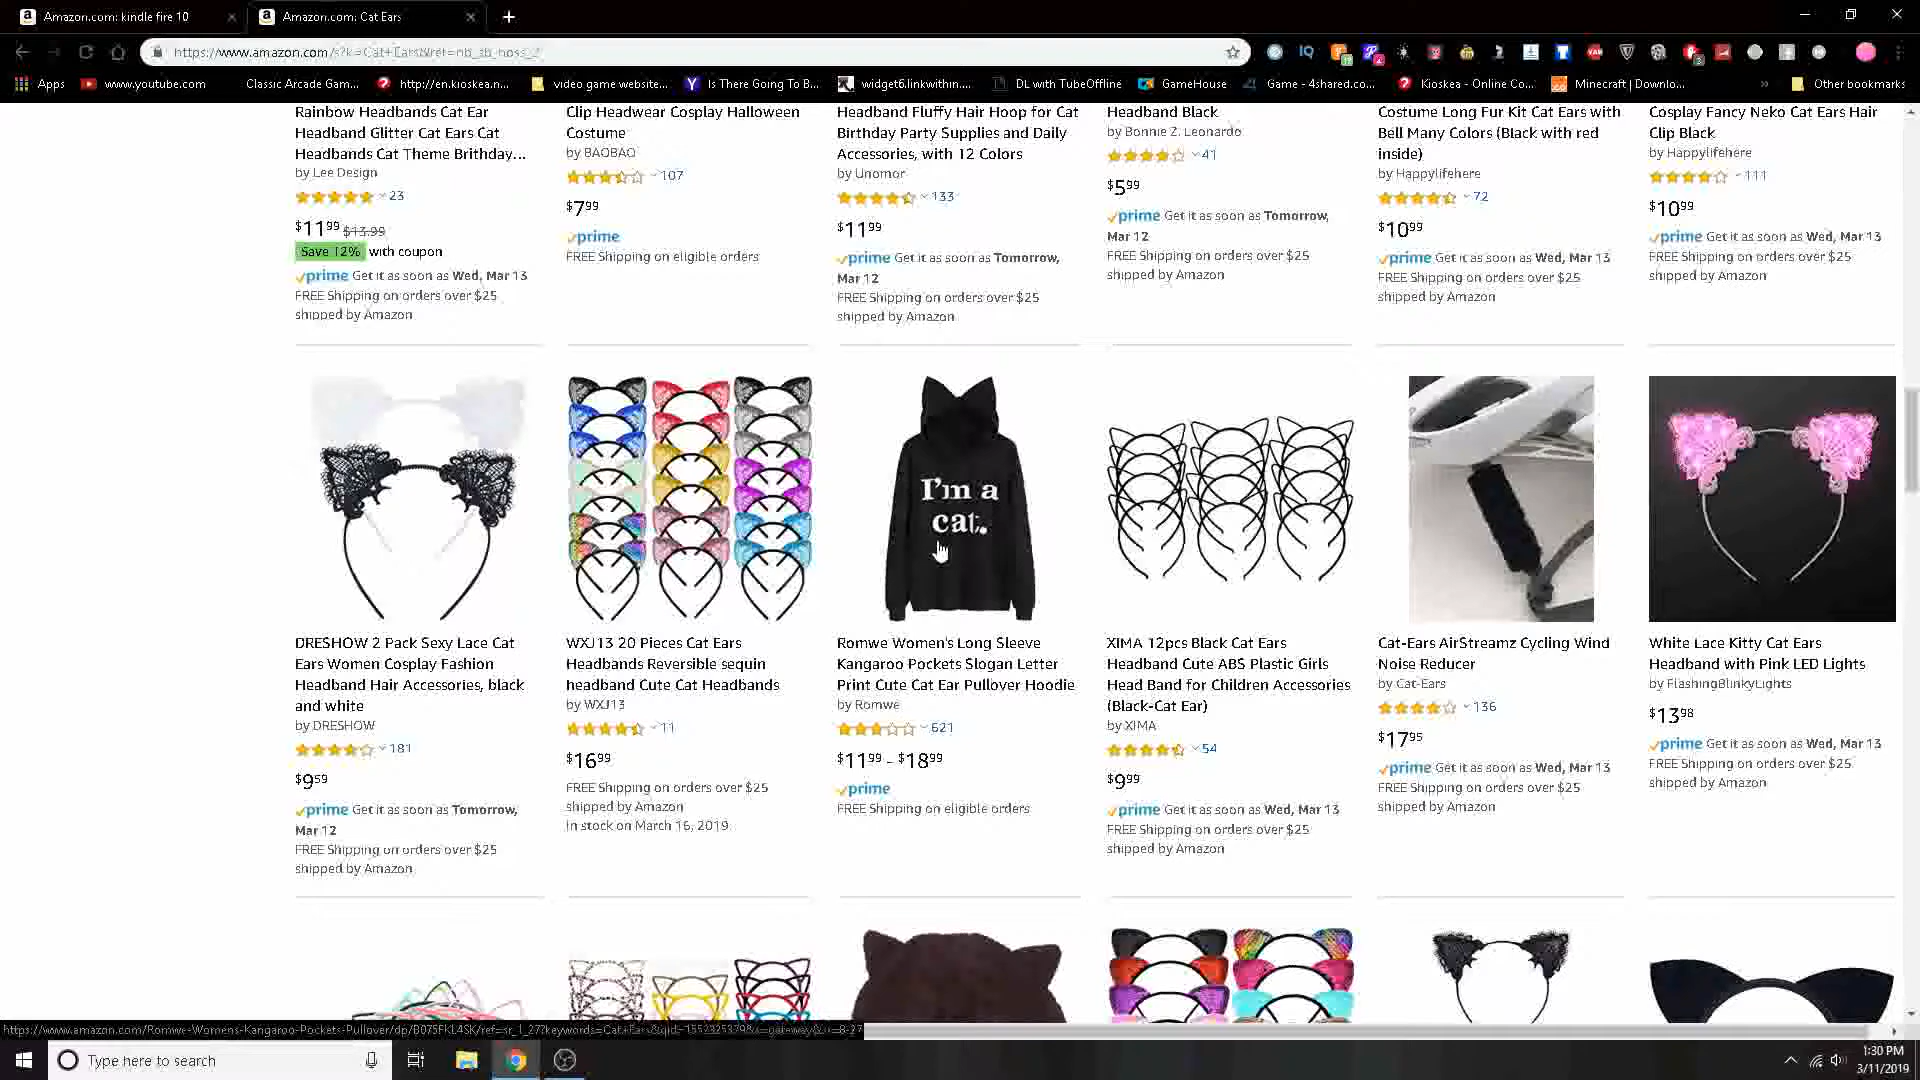 Amazon.com: kindle fire 10
Amazon.com: Cat Ears
https://www.amazon.com/s?k=Cat+Ears&ref=nb_sb_noss_2
Apps
www.youtube.com
Classic Arcade Gam...
http://en.kioskea.n...
video game website...
Is There Going To B...
widget6.linkwithin....
DL with TubeOffline
GameHouse
Game - 4shared.co...
Kioskea - Online Co...
Minecraft | Downlo...
»
Other bookmarks
Rainbow Headbands Cat Ear
Headband Glitter Cat Ears Cat
Headbands Cat Theme Brithday...
by Lee Design
23
$11.99 $13.99
Save 12% with coupon
prime Get it as soon as Wed, Mar 13
FREE Shipping on orders over $25
shipped by Amazon
Clip Headwear Cosplay Halloween
Costume
by BAOBAO
107
$7.99
prime
FREE Shipping on eligible orders
Headband Fluffy Hair Hoop for Cat
Birthday Party Supplies and Daily
Accessories, with 12 Colors
by Unomor
133
$11.99
prime Get it as soon as Tomorrow,
Mar 12
FREE Shipping on orders over $25
shipped by Amazon
Headband Black
by Bonnie Z. Leonardo
41
$5.99
prime Get it as soon as Tomorrow,
Mar 12
FREE Shipping on orders over $25
shipped by Amazon
Costume Long Fur Kit Cat Ears with
Bell Many Colors (Black with red
inside)
by Happylifehere
72
$10.99
prime Get it as soon as Wed, Mar 13
FREE Shipping on orders over $25
shipped by Amazon
Cosplay Fancy Neko Cat Ears Hair
Clip Black
by Happylifehere
111
$10.99
prime Get it as soon as Wed, Mar 13
FREE Shipping on orders over $25
shipped by Amazon
I'm a
cat.
DRESHOW 2 Pack Sexy Lace Cat
Ears Women Cosplay Fashion
Headband Hair Accessories, black
and white
by DRESHOW
181
$9.59
prime Get it as soon as Tomorrow,
Mar 12
FREE Shipping on orders over $25
shipped by Amazon
WXJ13 20 Pieces Cat Ears
Headbands Reversible sequin
headband Cute Cat Headbands
by WXJ13
11
$16.99
FREE Shipping on orders over $25
shipped by Amazon
In stock on March 16, 2019.
Romwe Women's Long Sleeve
Kangaroo Pockets Slogan Letter
Print Cute Cat Ear Pullover Hoodie
by Romwe
621
$11.99 - $18.99
prime
FREE Shipping on eligible orders
XIMA 12pcs Black Cat Ears
Headband Cute ABS Plastic Girls
Head Band for Children Accessories
(Black-Cat Ear)
by XIMA
54
$9.99
prime Get it as soon as Wed, Mar 13
FREE Shipping on orders over $25
shipped by Amazon
Cat-Ears AirStreamz Cycling Wind
Noise Reducer
by Cat-Ears
136
$17.95
prime Get it as soon as Wed, Mar 13
FREE Shipping on orders over $25
shipped by Amazon
White Lace Kitty Cat Ears
Headband with Pink LED Lights
by FlashingBlinkyLights
$13.98
prime Get it as soon as Wed, Mar 13
FREE Shipping on orders over $25
shipped by Amazon
Type here to search
1:30 PM
3/11/2019